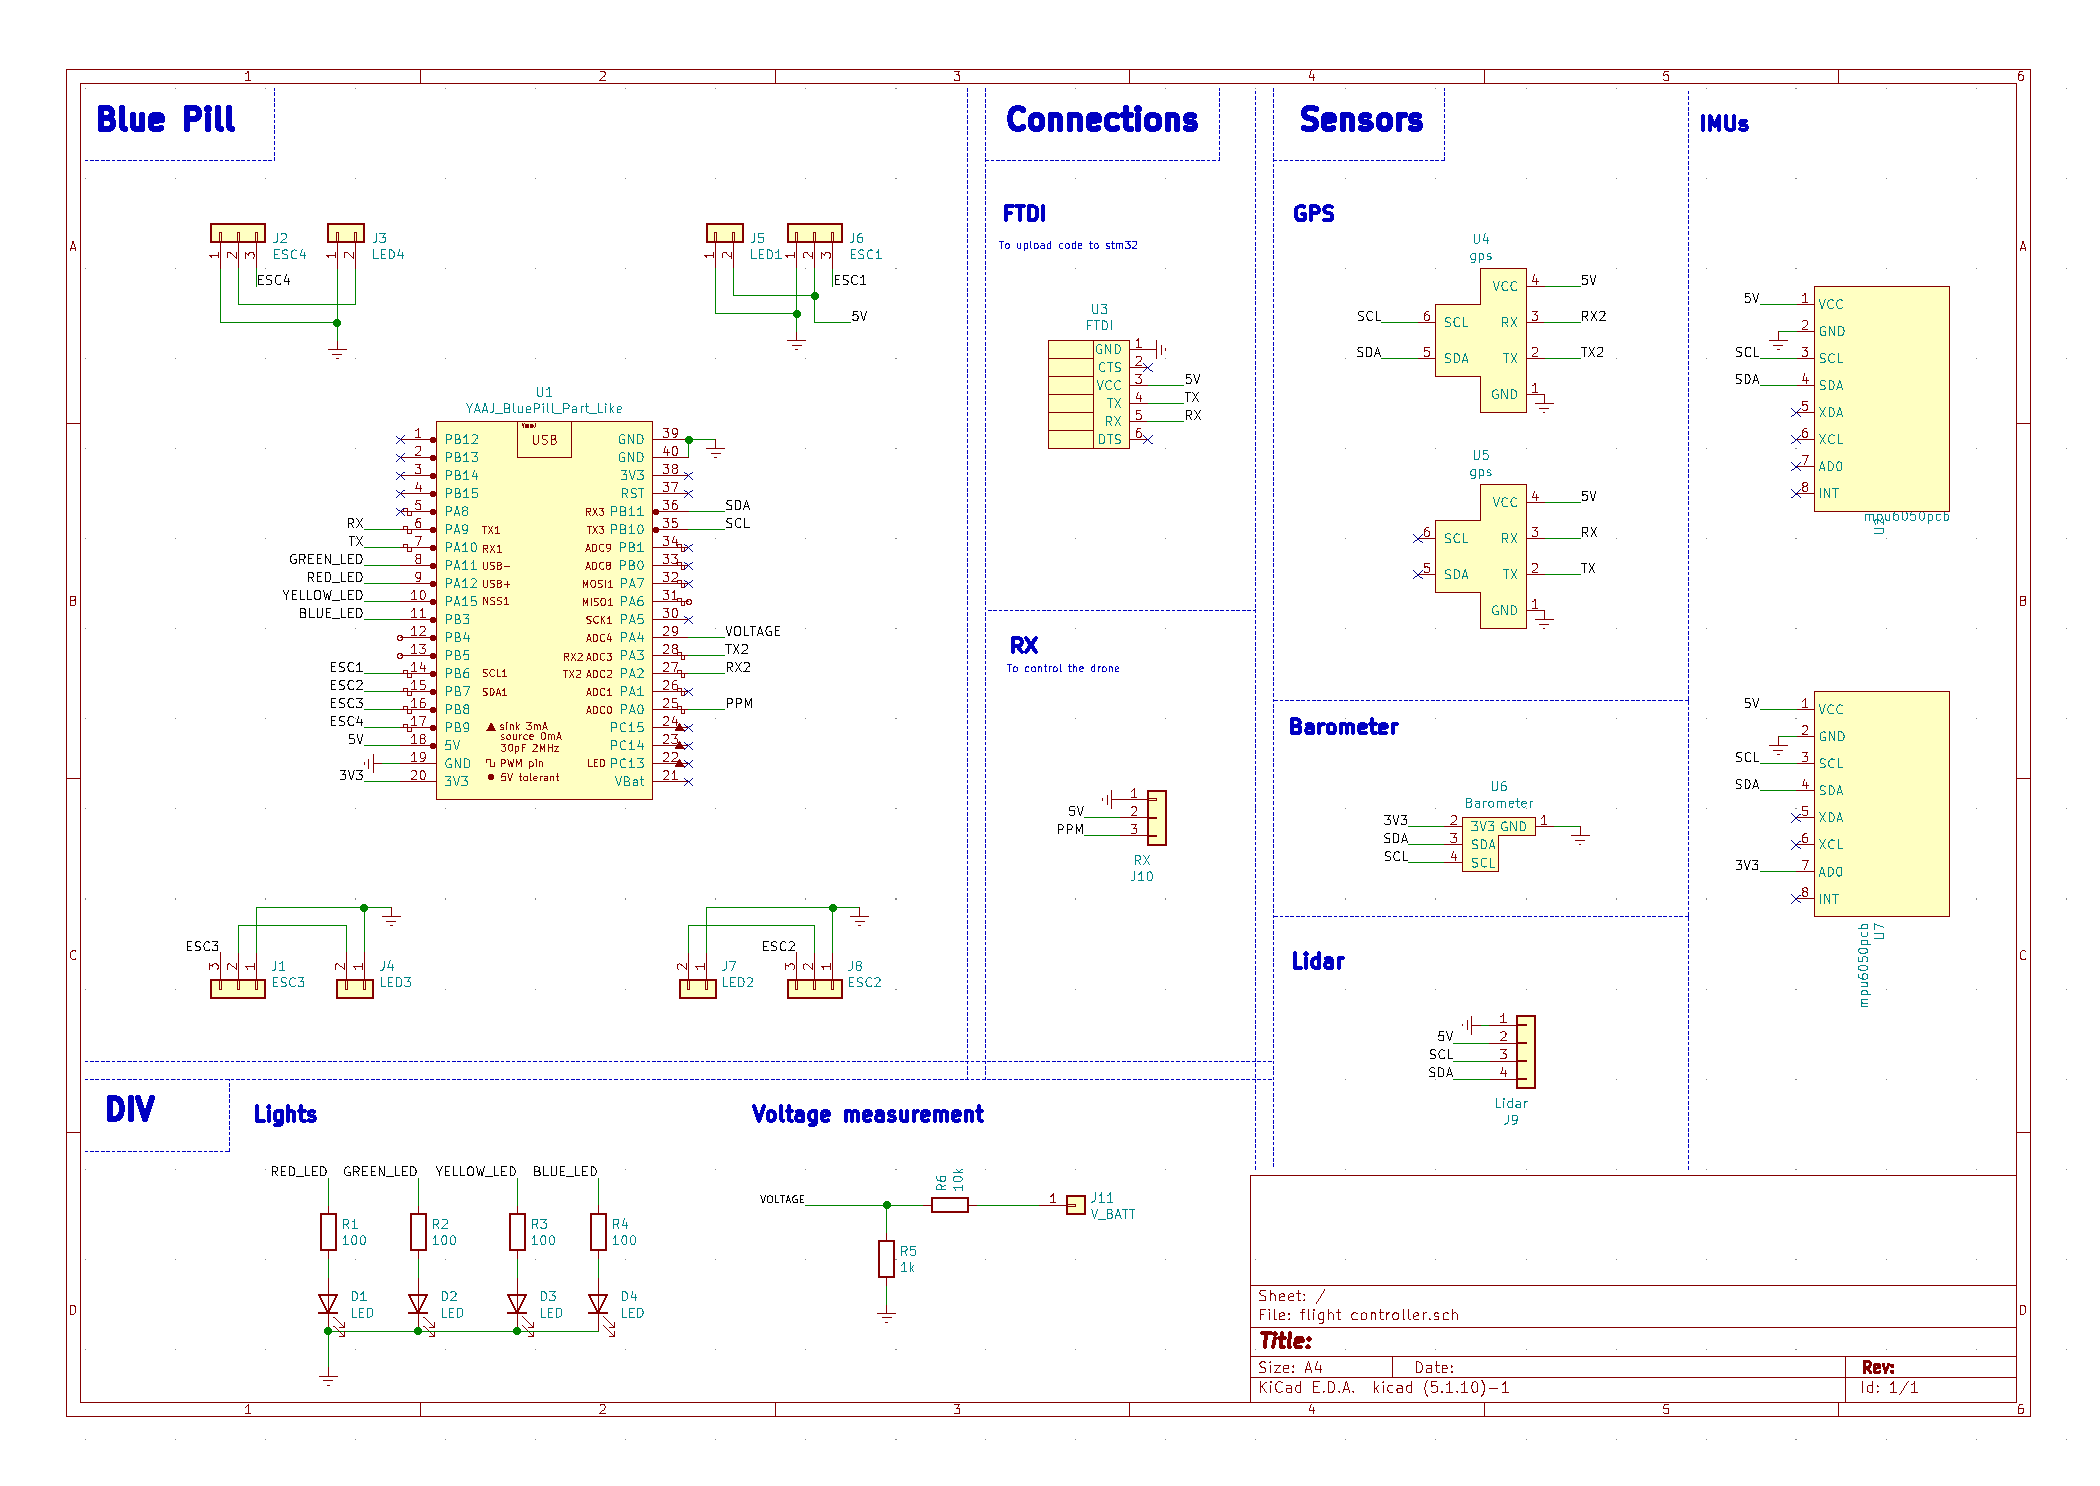 1 2 3 4 5 6
Blue Pill
Connections
Sensors
IMUs
A
J2
ESC4
1 2 3
ESC4
J3
LED4
1 2
J5
LED1
1 2
J6
ESC1
1 2 3
ESC1
5V
U1
YAAJ_BluePill_Part_Like
USB
1 PB12
2 PB13
3 PB14
4 PB15
5 PA8
RX 6 PA9 TX1
TX 7 PA10 RX1
GREEN_LED 8 PA11 USB-
RED_LED 9 PA12 USB+
YELLOW_LED 10 PA15 NSS1
BLUE_LED 11 PB3
12 PB4
13 PB5
ESC1 14 PB6 SCL1
ESC2 15 PB7 SDA1
ESC3 16 PB8
ESC4 17 PB9
5V 18 5V
19 GND
3V3 20 3V3
GND 39
GND 40
3V3 38
RST 37
RX3 PB11 36 SDA
TX3 PB10 35 SCL
ADC9 PB1 34
ADC8 PB0 33
MOSI1 PA7 32
MISO1 PA6 31
SCK1 PA5 30
ADC4 PA4 29 VOLTAGE
RX2 ADC3 PA3 28 TX2
TX2 ADC2 PA2 27 RX2
ADC1 PA1 26
ADC0 PA0 25 PPM
PC15 24
PC14 23
LED PC13 22
VBat 21
sink 3mA
source 0mA
30pF 2MHz
PWM pin
5V tolerant
ESC3
3 2 1
J1
ESC3
2 1
J4
LED3
2 1
J7
LED2
ESC2
3 2 1
J8
ESC2
FTDI
To upload code to stm32
U3
FTDI
GND 1
CTS 2
VCC 3 5V
TX 4 TX
RX 5 RX
DTS 6
RX
To control the drone
1
5V 2
PPM 3
RX
J10
GPS
U4
gps
VCC 4 5V
SCL 6 SCL RX 3 RX2
SDA 5 SDA TX 2 TX2
GND 1
U5
gps
VCC 4 5V
6 SCL RX 3 RX
5 SDA TX 2 TX
GND 1
Barometer
U6
Barometer
3V3 2 3V3 GND 1
SDA 3 SDA
SCL 4 SCL
Lidar
1
5V 2
SCL 3
SDA 4
Lidar
J9
5V 1 VCC
2 GND
SCL 3 SCL
SDA 4 SDA
5 XDA
6 XCL
7 AD0
8 INT
mpu6050pcb
5V 1 VCC
2 GND
SCL 3 SCL
SDA 4 SDA
5 XDA
6 XCL
3V3 7 AD0
8 INT
U7
mpu6050pcb
DIV
Lights
Voltage measurement
RED_LED GREEN_LED YELLOW_LED BLUE_LED
R1
100
R2
100
R3
100
R4
100
D1
LED
D2
LED
D3
LED
D4
LED
VOLTAGE
R6
10k
1
J11
V_BATT
R5
1k
Sheet: /
File: flight controller.sch
Title:
Size: A4 Date: Rev:
KiCad E.D.A. kicad (5.1.10)-1 Id: 1/1
A
B B
C C
D D
1 2 3 4 5 6